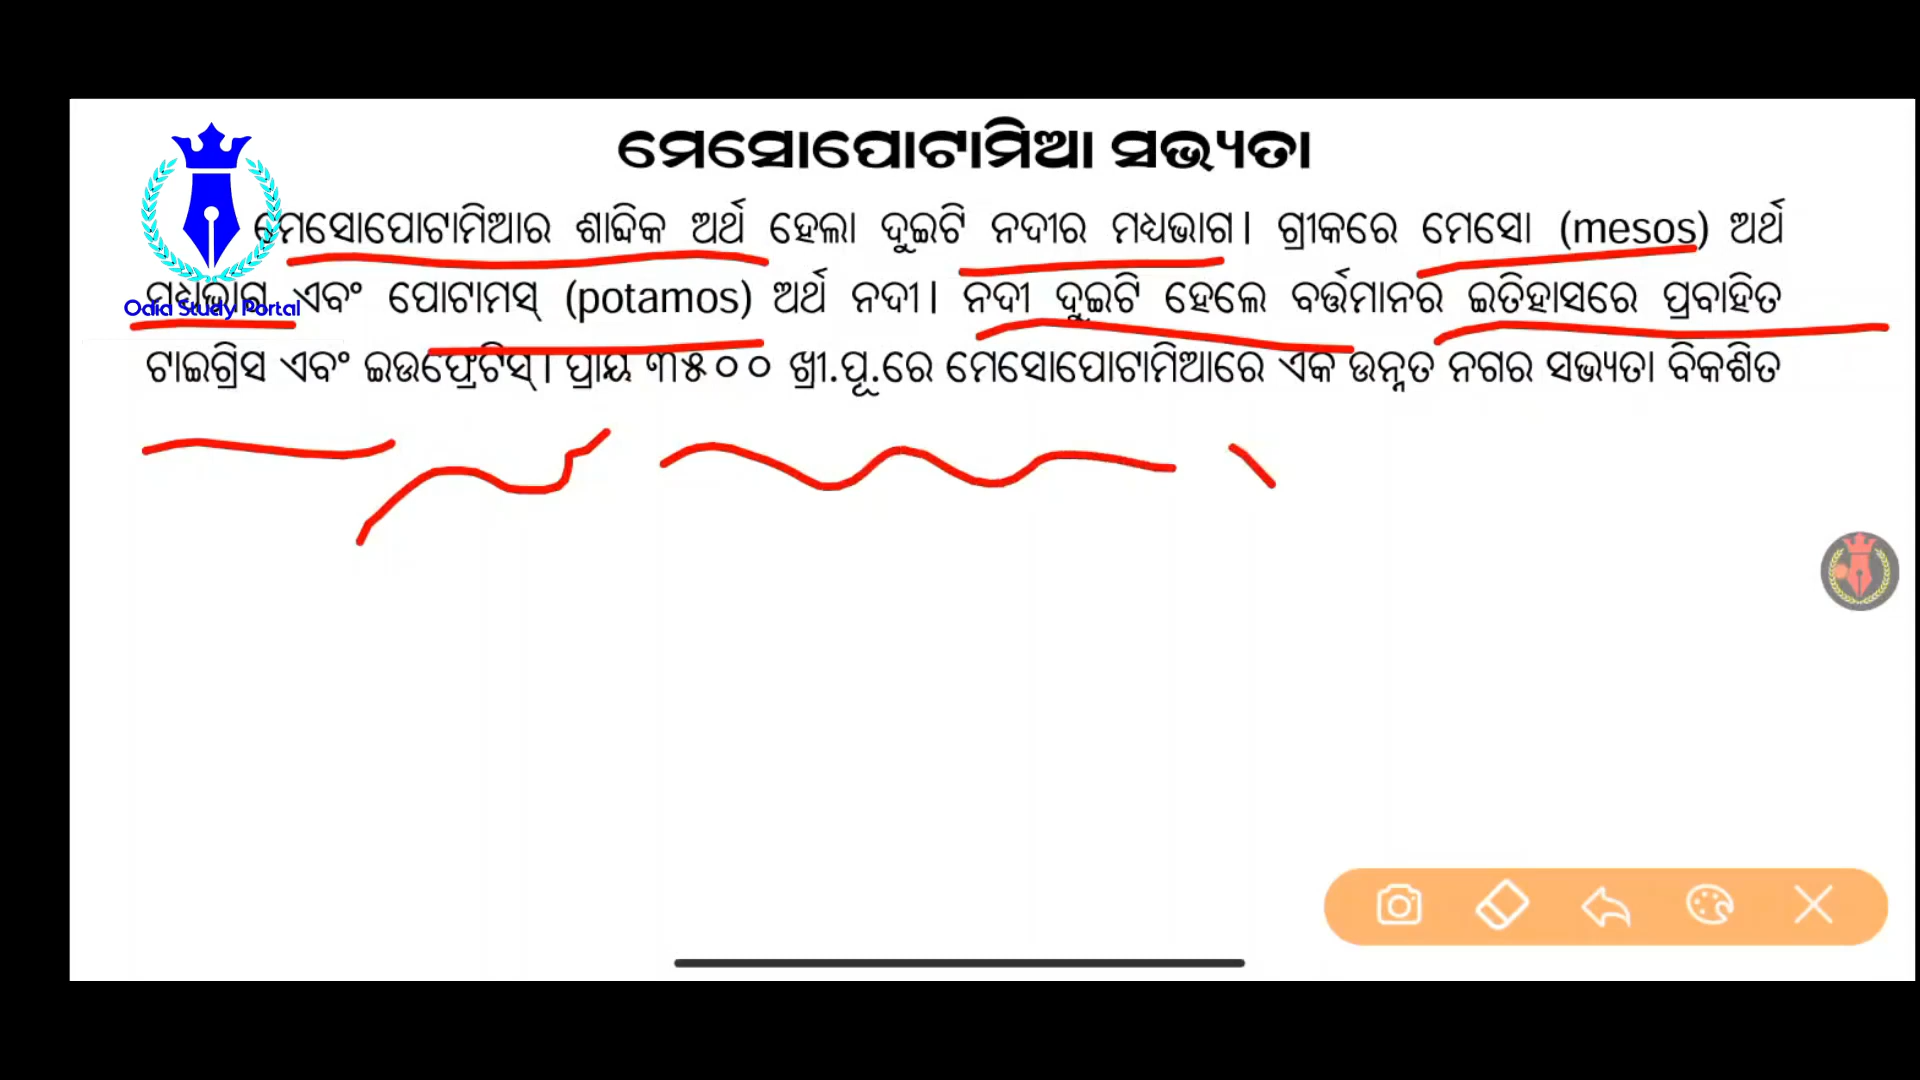 ମେସୋପୋଟାମିଆ ସଭ୍ୟତା
ମେସୋପୋଟାମିଆର ଶାବ୍ଦିକ ଅର୍ଥ ହେଲା ଦୁଇଟି ନଦୀର ମଧ୍ୟଭାଗ। ଗ୍ରୀକରେ ମେସୋ (mesos) ଅର୍ଥ
ମଧ୍ୟଭାଗ ଏବଂ ପୋଟାମସ୍ (potamos) ଅର୍ଥ ନଦୀ। ନଦୀ ଦୁଇଟି ହେଲେ ବର୍ତ୍ତମାନର ଇତିହାସରେ ପ୍ରବାହିତ
Odia Study Portal
ଟାଇଗ୍ରିସ ଏବଂ ଇଉଫ୍ରେଟିସ୍। ପ୍ରାୟ ୩୫୦୦ ଖ୍ରୀ.ପୂ.ରେ ମେସୋପୋଟାମିଆରେ ଏକ ଉନ୍ନତ ନଗର ସଭ୍ୟତା ବିକଶିତ